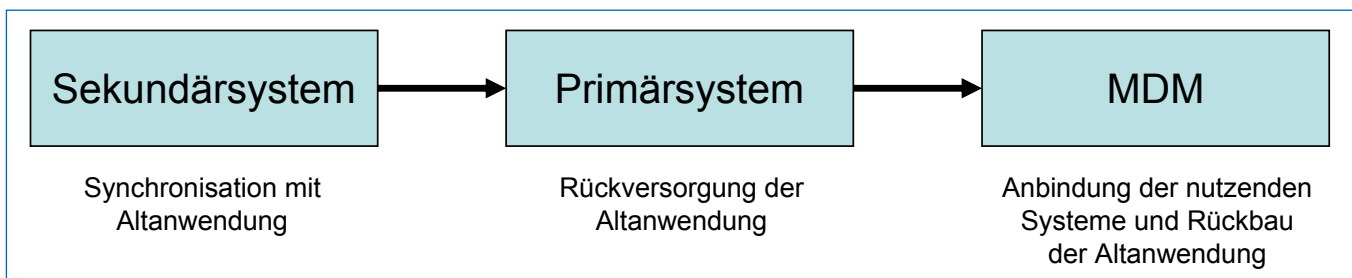 Sekundärsystem
Primärsystem
MDM
Synchronisation mit
Altanwendung
Rückversorgung der
Altanwendung
Anbindung der nutzenden
Systeme und Rückbau
der Altanwendung